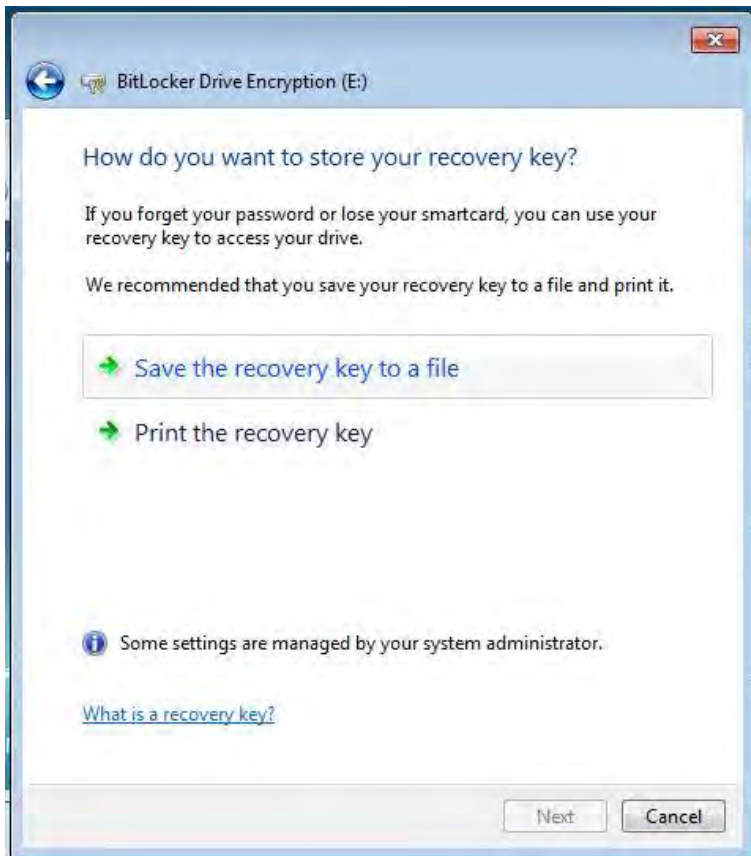 BitLocker Drive Encryption (E:)
How do you want to store your recovery key?
If you forget your password or lose your smartcard, you can use your
recovery key to access your drive.
We recommended that you save your recovery key to a file and print it.
Save the recovery key to a file
Print the recovery key
Some settings are managed by your system administrator.
What is a recovery key?
Next
Cancel